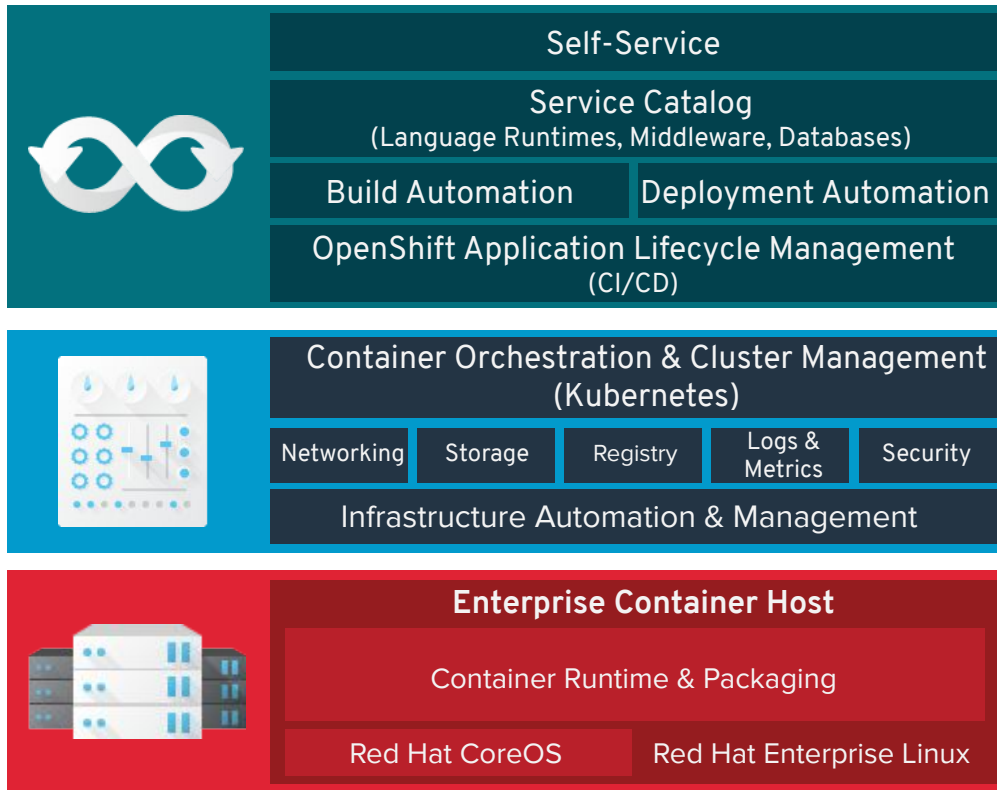 Self-Service
Service Catalog
(Language Runtimes, Middleware, Databases)
Build Automation
Deployment Automation
OpenShift Application Lifecycle Management
(CI/CD)
Container Orchestration & Cluster Management
(Kubernetes)
Networking
Storage
Registry
Logs &
Metrics
Security
Infrastructure Automation & Management
Enterprise Container Host
Container Runtime & Packaging
Red Hat CoreOS
Red Hat Enterprise Linux